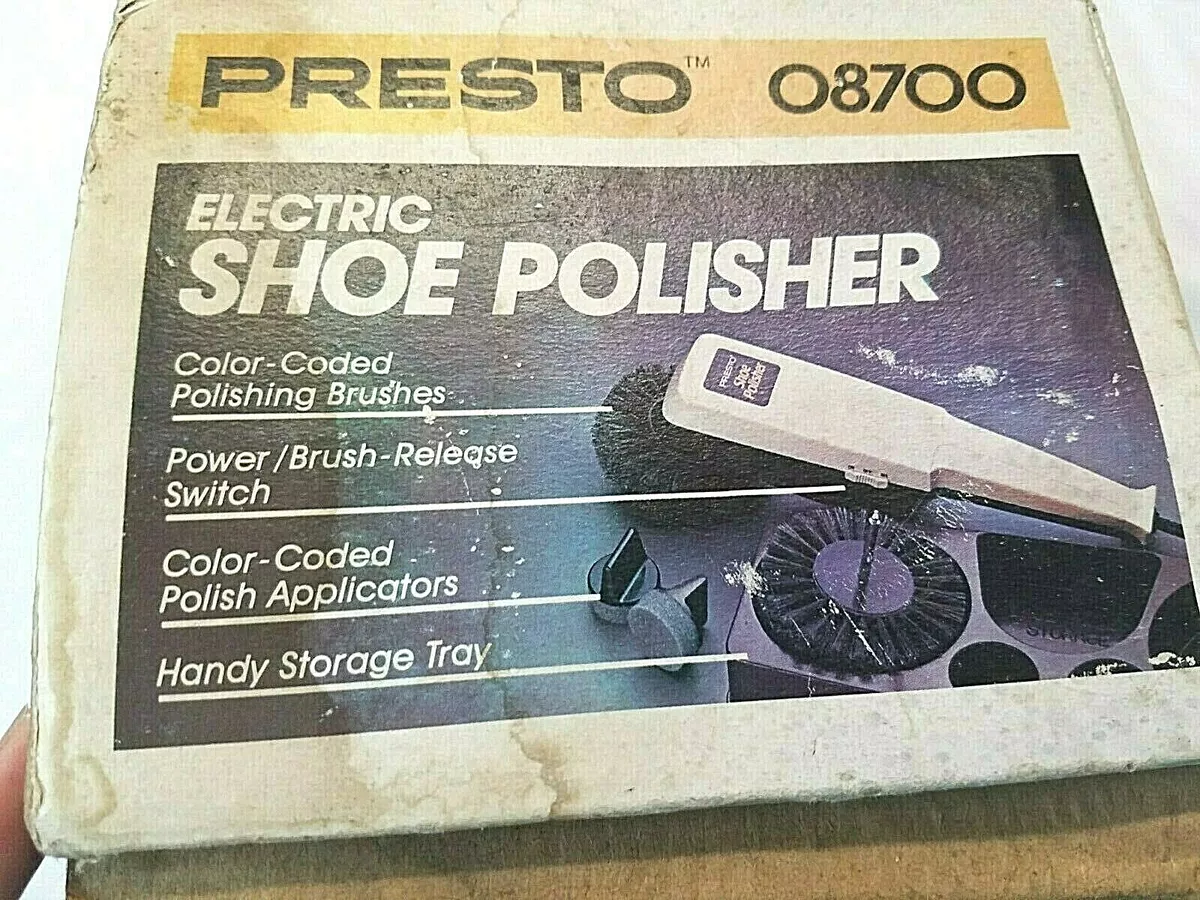 PRESTO™ 08700
ELECTRIC
SHOE POLISHER
Color-Coded
Polishing Brushes
Power/Brush-Release
Switch
Color-Coded
Polish Applicators
Handy Storage Tray
PRESTO
Shoe
Polisher
STORAGE